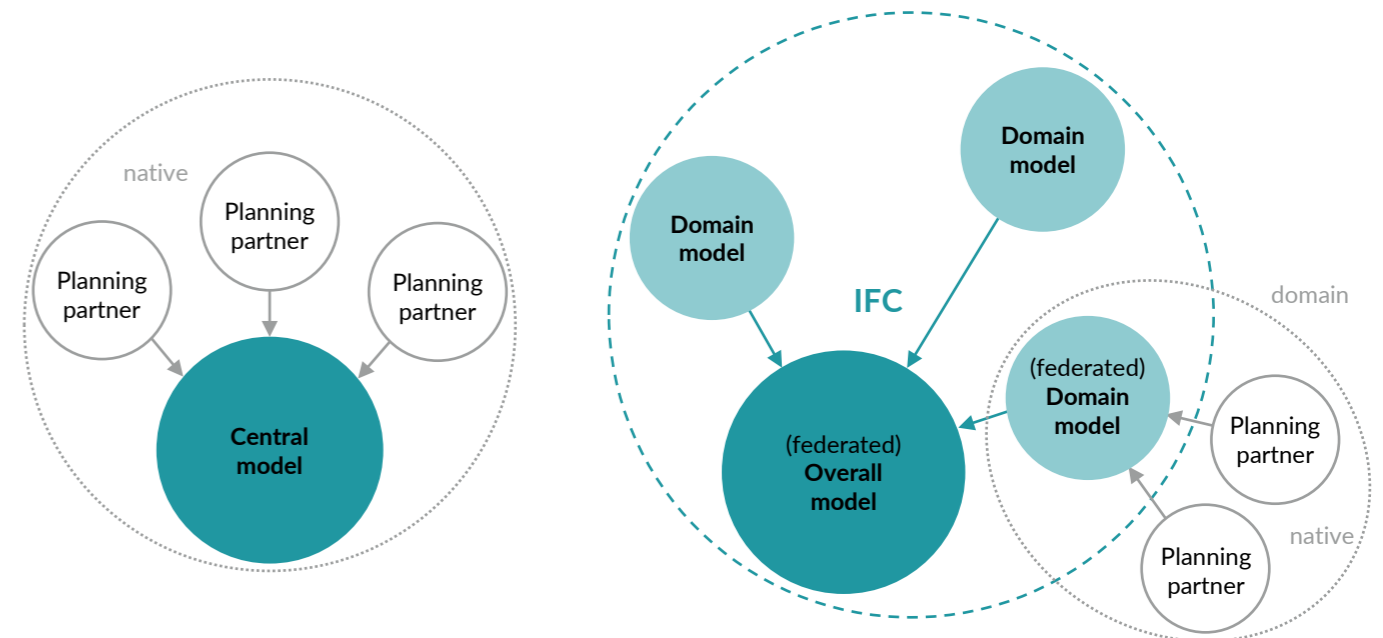 native
Planning
partner
Planning
partner
Planning
partner
Central
model
Domain
model
Domain
model
IFC
domain
(federated)
Domain
model
(federated)
Overall
model
Planning
partner
native
Planning
partner